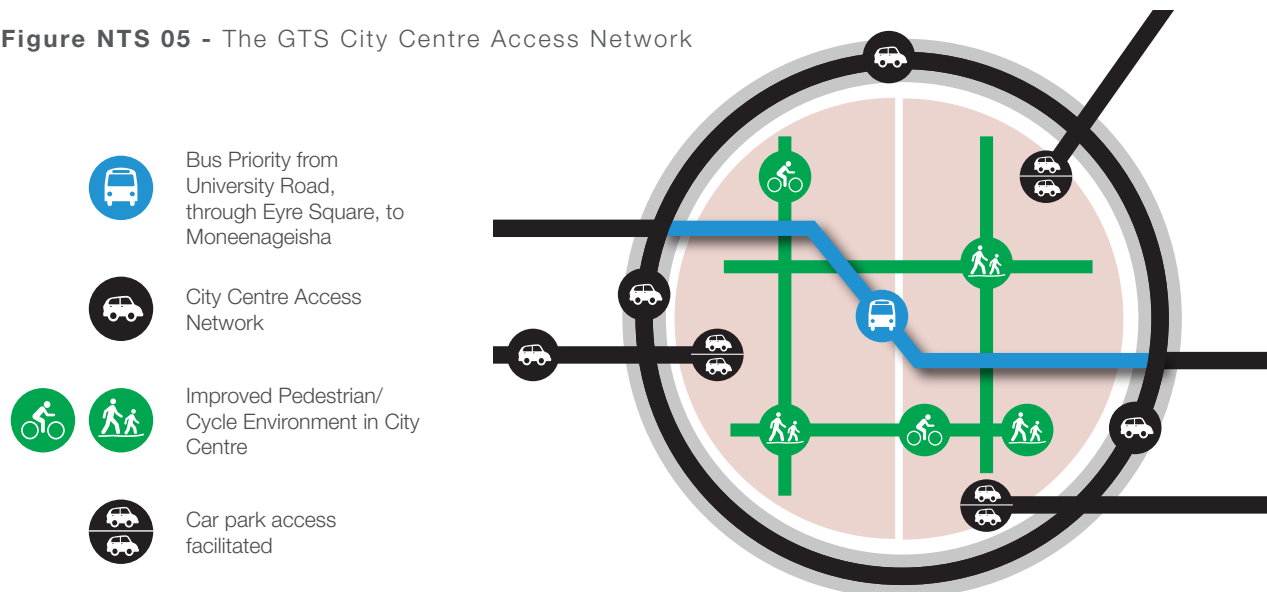 Figure NTS 05 - The GTS City Centre Access Network
Bus Priority from
University Road,
through Eyre Square, to
Moneenageisha
City Centre Access
Network
Improved Pedestrian/
Cycle Environment in City
Centre
Car park access
facilitated